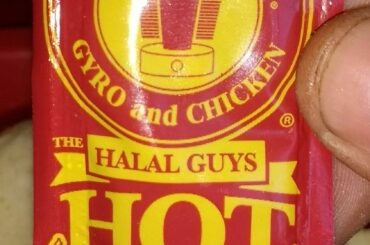 GYRO and CHICKEN ®
THE
HALAL GUYS
HOT